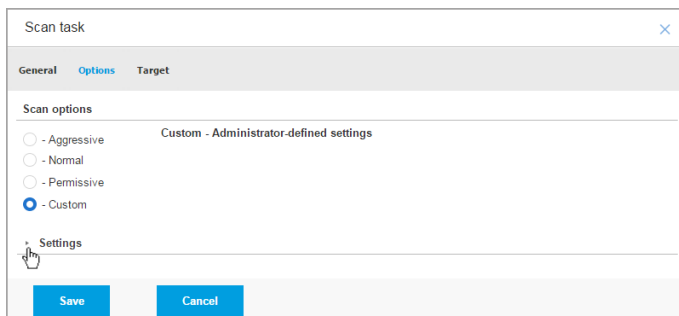 Scan task
General Options Target
Scan options
- Aggressive
Custom - Administrator-defined settings
- Normal
- Permissive
- Custom
Settings
Save Cancel